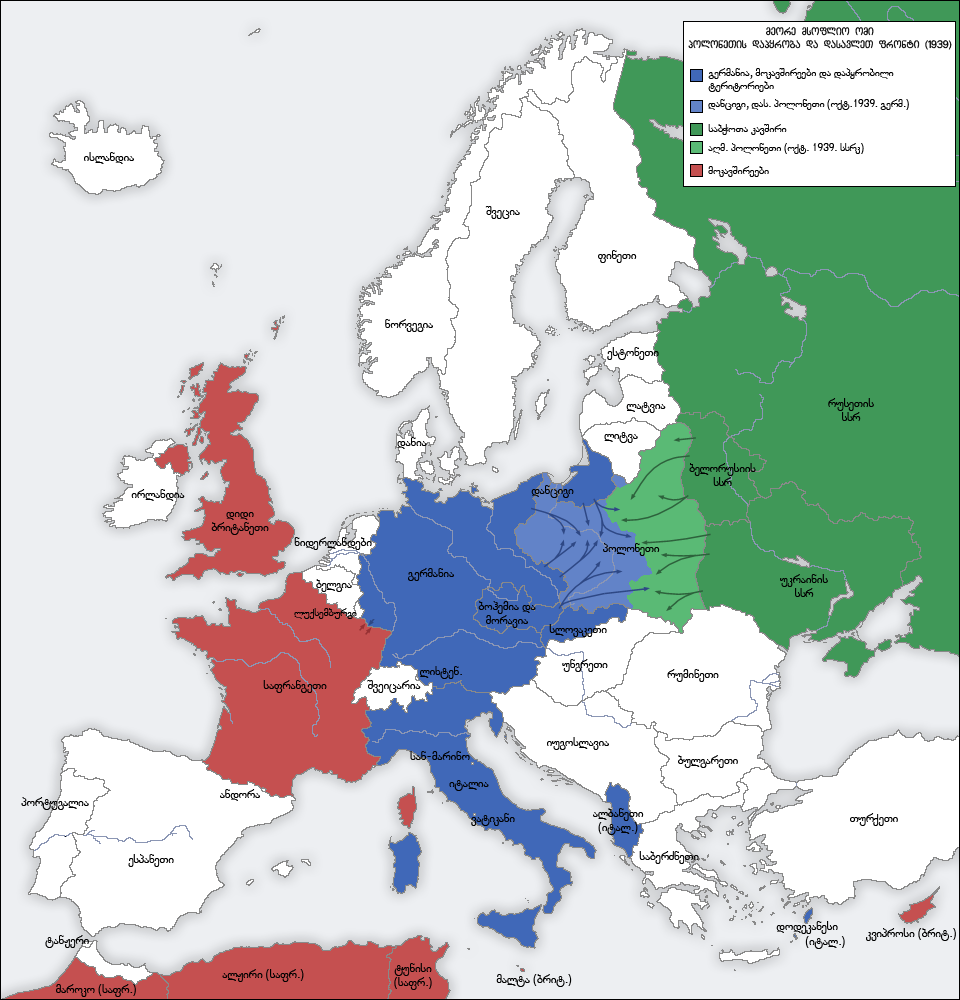 მეორე მსოფლიო ომი
პოლონეთის დაპყრობა და დასავლეთ ფრონტი (1939)
გერმანია, მოკავშირეები და დაპყრობილი
ტერიტორიები
დანციგი, დას. პოლონეთი (ოქტ.1939. გერმ.)
საბჭოთა კავშირი
აღმ. პოლონეთი (ოქტ. 1939. სსრკ)
მოკავშირეები
ისლანდია
შვეცია
ფინეთი
ნორვეგია
ესტონეთი
ლატვია
რუსეთის
სსრ
ლიტვა
დანია
ბელორუსიის
სსრ
ირლანდია
დანციგი
დიდი
ბრიტანეთი
ნიდერლანდები
პოლონეთი
გერმანია
ბელგია
უკრაინის
სსრ
ლუქსემბურგი
ბოჰემია და
მორავია
სლოვაკეთი
უნგრეთი
ლისტენ.
რუმინეთი
საფრანგეთი
შვეიცარია
იუგოსლავია
სან-მარინო
ბულგარეთი
იტალია
ანდორა
პორტუგალია
ვატიკანი
ალბანეთი
(იტალ.)
თურქეთი
ესპანეთი
საბერძნეთი
დოდეკანესი
(იტალ.)
კვიპროსი (ბრიტ.)
ტანჟერი
ალჟირი (საფრ.)
ტუნისი
(საფრ.)
მალტა (ბრიტ.)
მაროკო (საფრ.)